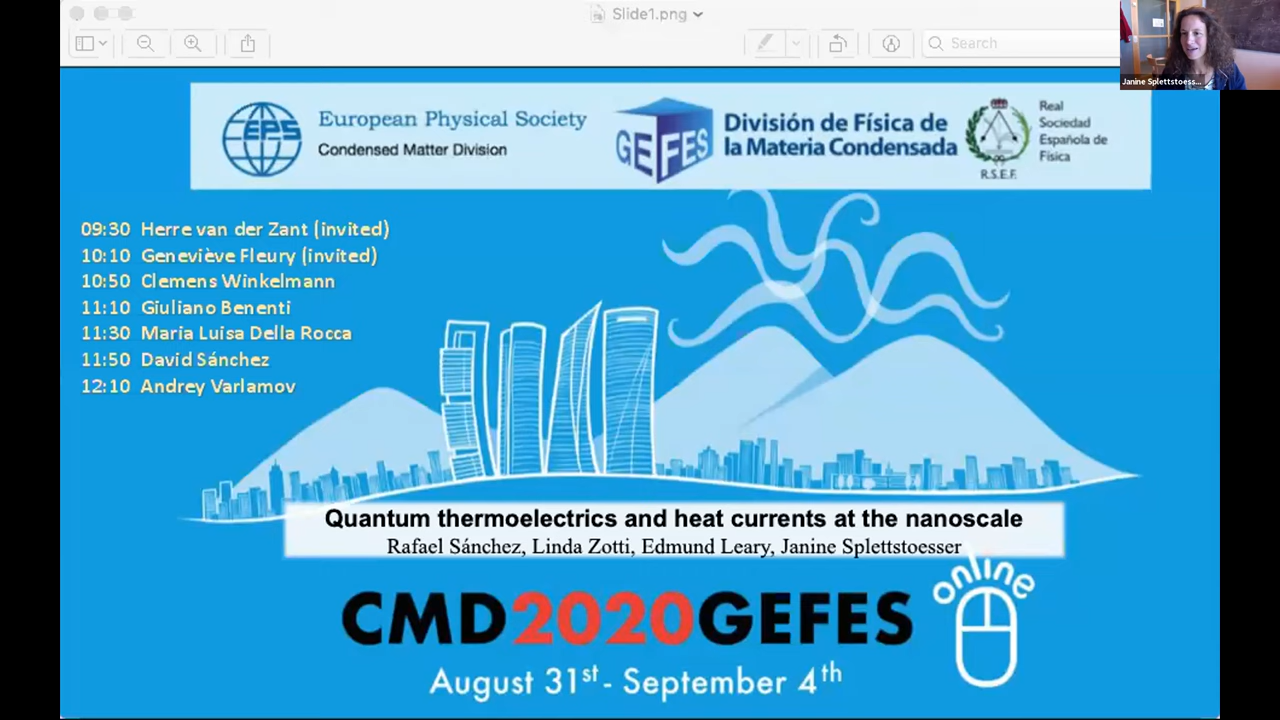 Slide1.png
Search
Janine Splettstoess...
EPS
European Physical Society
Condensed Matter Division
GEFES
División de Física de
la Materia Condensada
R.S.E.F.
Real
Sociedad
Española de
Física
09:30 Herre van der Zant (invited)
10:10 Geneviève Fleury (invited)
10:50 Clemens Winkelmann
11:10 Giuliano Benenti
11:30 Maria Luisa Della Rocca
11:50 David Sánchez
12:10 Andrey Varlamov
Quantum thermoelectrics and heat currents at the nanoscale
Rafael Sánchez, Linda Zotti, Edmund Leary, Janine Splettstoesser
online
CMD2020GEFES
August 31st - September 4th